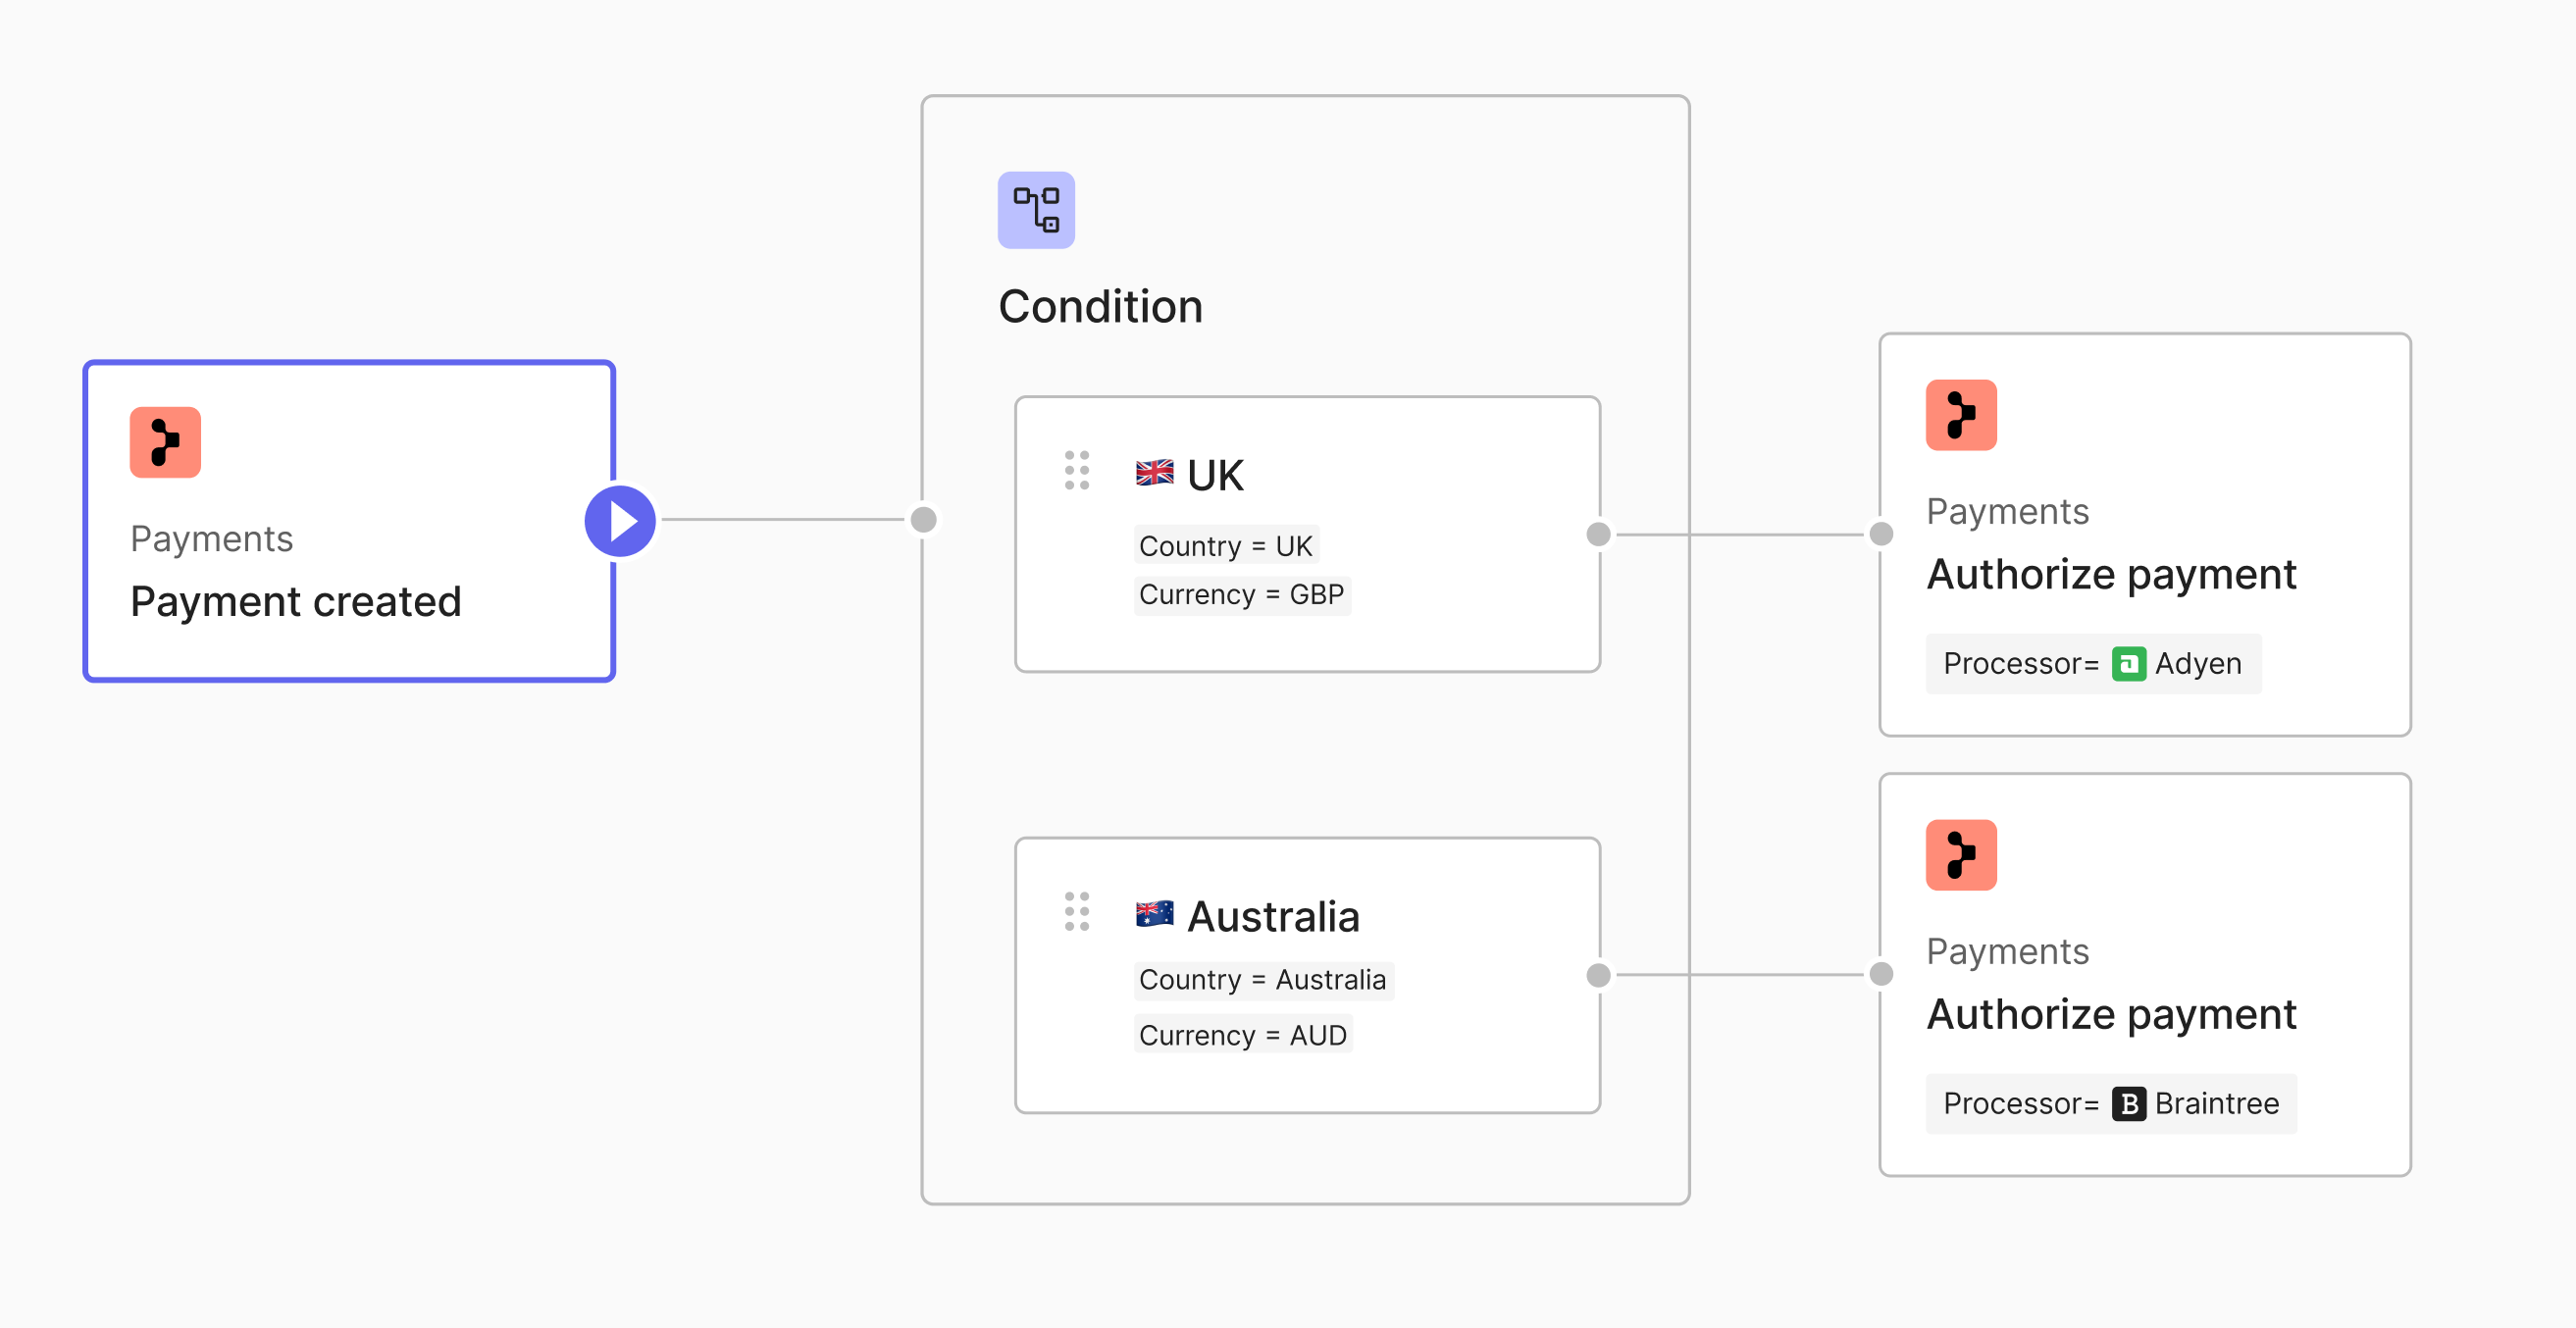 Payments
Payment created
Condition
UK
Country = UK
Currency = GBP
Australia
Country = Australia
Currency = AUD
Payments
Authorize payment
Processor= Adyen
Payments
Authorize payment
Processor= B Braintree